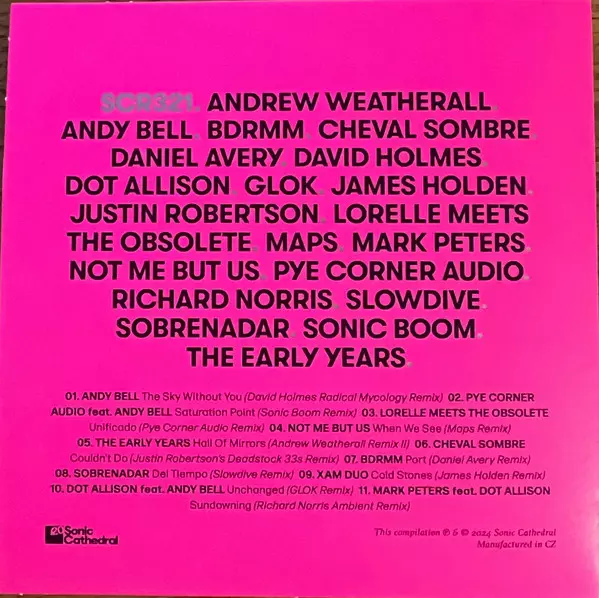 SCR321. ANDREW WEATHERALL.
ANDY BELL. BDRMM. CHEVAL SOMBRE.
DANIEL AVERY. DAVID HOLMES.
DOT ALLISON. GLOK. JAMES HOLDEN.
JUSTIN ROBERTSON. LORELLE MEETS
THE OBSOLETE. MAPS. MARK PETERS.
NOT ME BUT US. PYE CORNER AUDIO.
RICHARD NORRIS. SLOWDIVE.
SOBRENADAR. SONIC BOOM.
THE EARLY YEARS.
01. ANDY BELL The Sky Without You (David Holmes Radical Mycology Remix) 02. PYE CORNER
AUDIO feat. ANDY BELL Saturation Point (Sonic Boom Remix) 03. LORELLE MEETS THE OBSOLETE
Unificado (Pye Corner Audio Remix) 04. NOT ME BUT US When We See (Maps Remix)
05. THE EARLY YEARS Hall Of Mirrors (Andrew Weatherall Remix II) 06. CHEVAL SOMBRE
Couldn't Do (Justin Robertson's Deadstock 33s Remix) 07. BDRMM Port (Daniel Avery Remix)
08. SOBRENADAR Del Tiempo (Slowdive Remix) 09. XAM DUO Cold Stones (James Holden Remix)
10. DOT ALLISON feat. ANDY BELL Unchanged (GLOK Remix) 11. MARK PETERS feat. DOT ALLISON
Sundowning (Richard Norris Ambient Remix)
20 Sonic
Cathedral
This compilation ℗ & © 2024 Sonic Cathedral
Manufactured in CZ